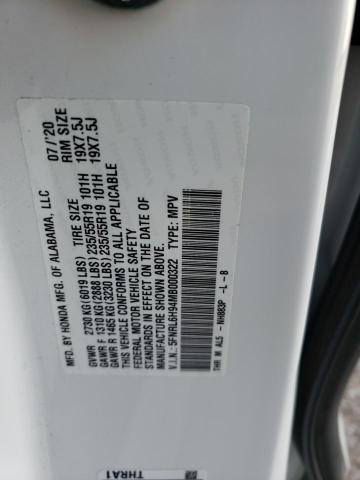 MFD. BY HONDA MFG. OF ALABAMA, LLC 07/'20
TIRE SIZE RIM SIZE
GVWR 2730 KG(6019 LBS)
GAWR F 1310 KG(2888 LBS) 235/55R19 101H 19X7.5J
GAWR R 1465 KG(3230 LBS) 235/55R19 101H 19X7.5J
THIS VEHICLE CONFORMS TO ALL APPLICABLE
FEDERAL MOTOR VEHICLE SAFETY
STANDARDS IN EFFECT ON THE DATE OF
MANUFACTURE SHOWN ABOVE.
V.I.N.: 5FNRL6H94MB000322 TYPE: MPV
THR M AL5 - NH883P -L -B
THRA1